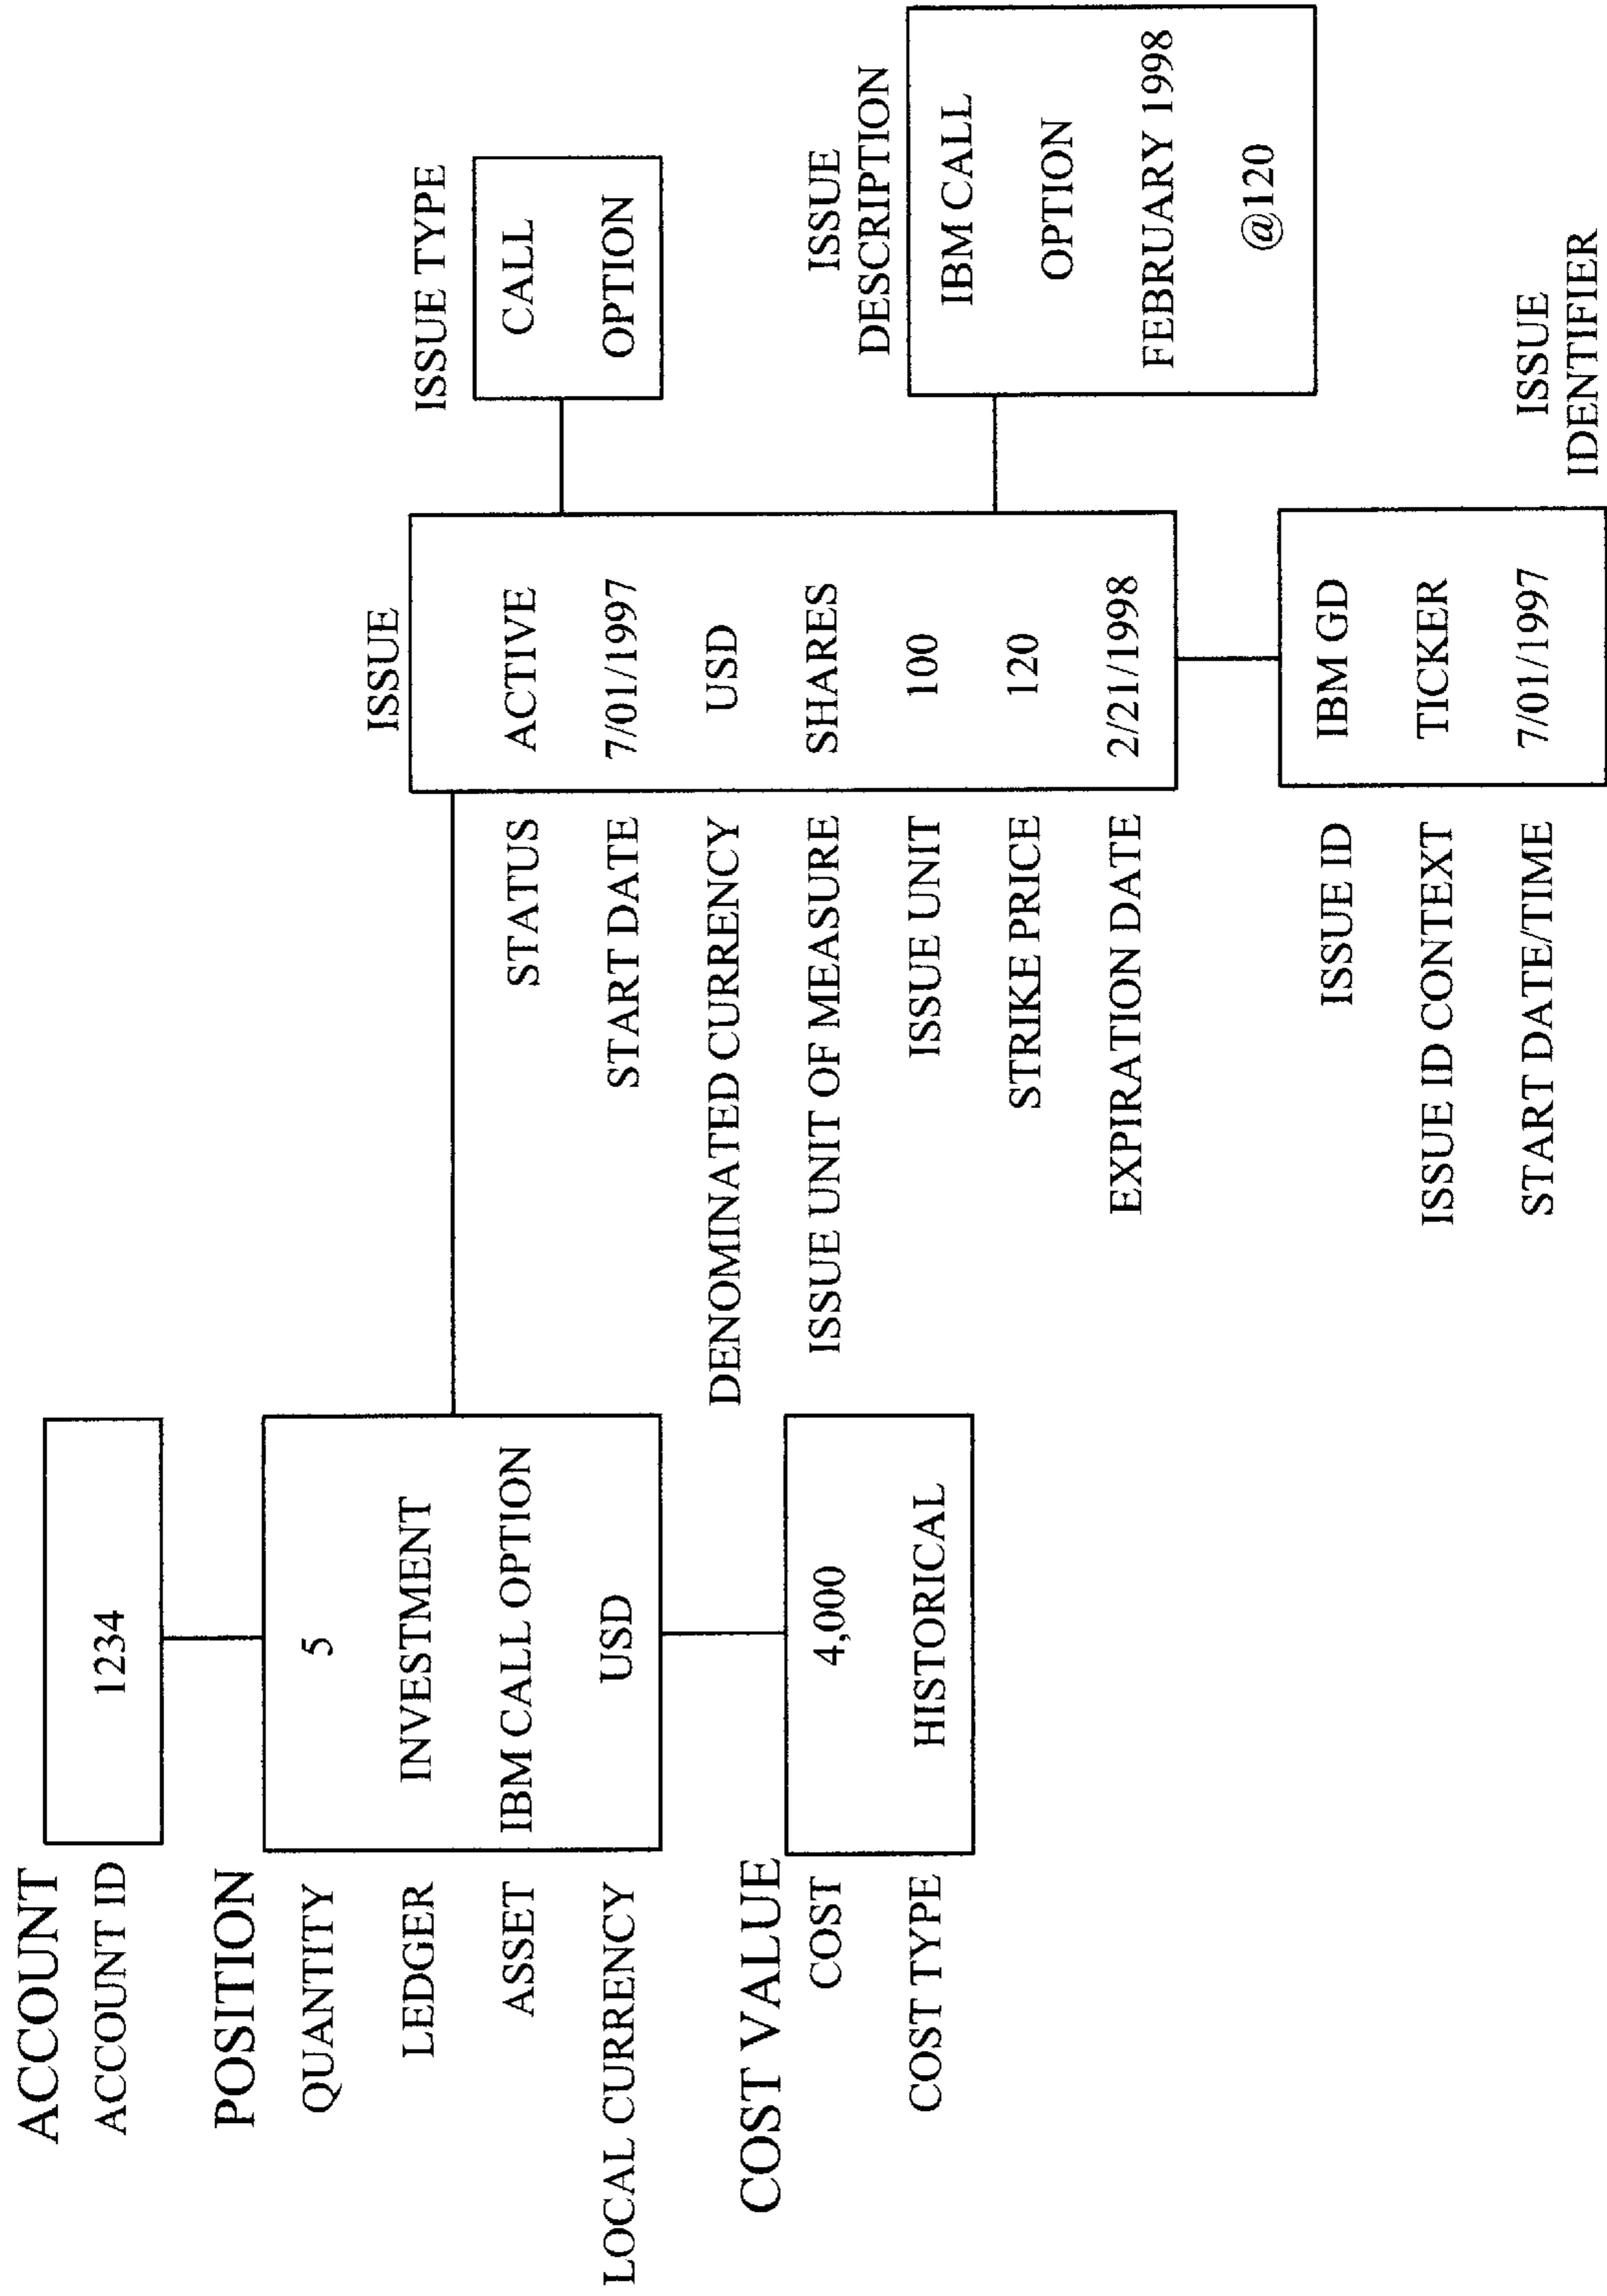 ACCOUNT
ACCOUNT ID 1234
POSITION
QUANTITY 5
LEDGER INVESTMENT
ASSET IBM CALL OPTION
LOCAL CURRENCY USD
COST VALUE
COST 4,000
COST TYPE HISTORICAL
ISSUE
STATUS ACTIVE
START DATE 7/01/1997
DENOMINATED CURRENCY USD
ISSUE UNIT OF MEASURE SHARES
ISSUE UNIT 100
STRIKE PRICE 120
EXPIRATION DATE 2/21/1998
ISSUE ID IBM GD
ISSUE ID CONTEXT TICKER
START DATE/TIME 7/01/1997
ISSUE
IDENTIFIER
ISSUE TYPE
CALL
OPTION
ISSUE
DESCRIPTION
IBM CALL
OPTION
FEBRUARY 1998
@120